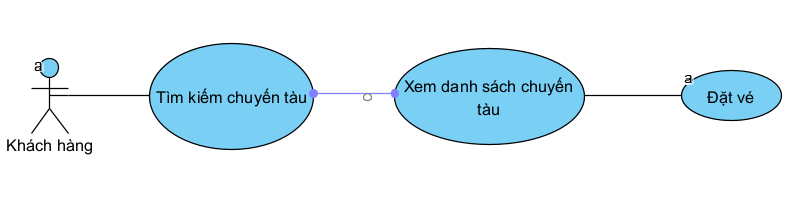 a
Khách hàng
Tìm kiếm chuyến tàu
Xem danh sách chuyến
tàu
a
Đặt vé